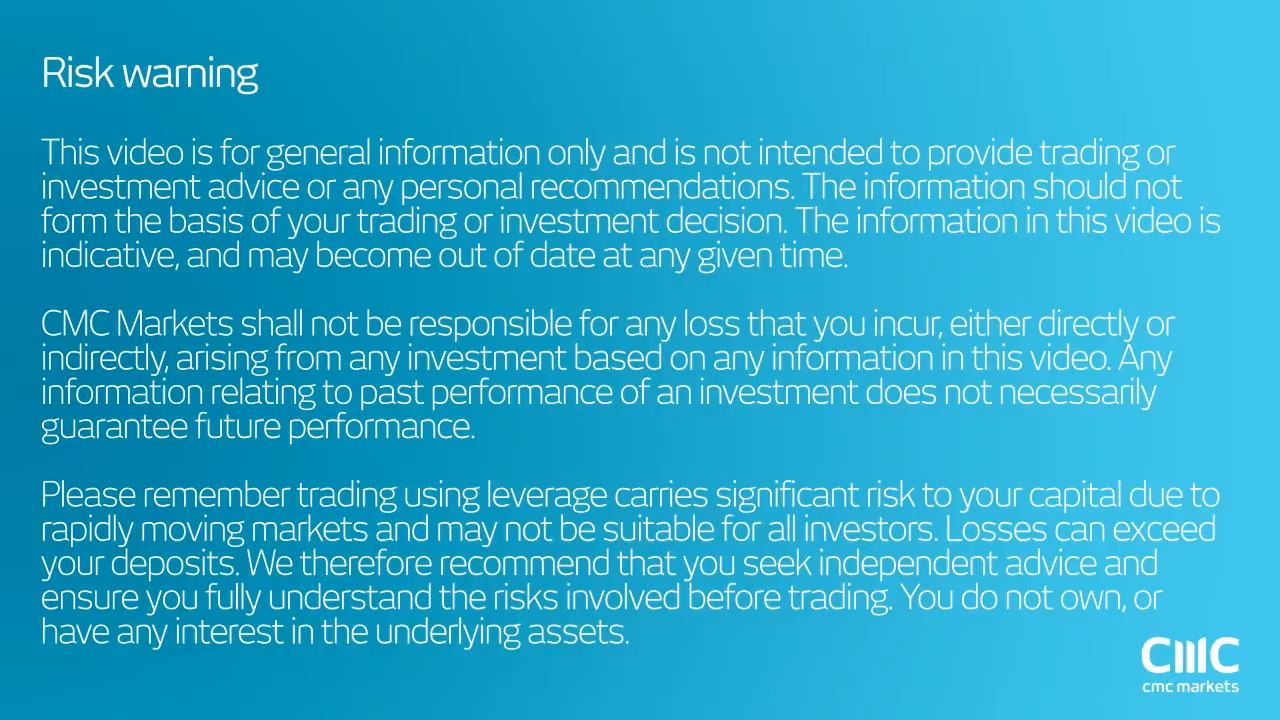 Risk warning
This video is for general information only and is not intended to provide trading or
investment advice or any personal recommendations. The information should not
form the basis of your trading or investment decision. The information in this video is
indicative, and may become out of date at any given time.
CMC Markets shall not be responsible for any loss that you incur, either directly or
indirectly, arising from any investment based on any information in this video. Any
information relating to past performance of an investment does not necessarily
guarantee future performance.
Please remember trading using leverage carries significant risk to your capital due to
rapidly moving markets and may not be suitable for all investors. Losses can exceed
your deposits. We therefore recommend that you seek independent advice and
ensure you fully understand the risks involved before trading. You do not own, or
have any interest in the underlying assets.
CMC
cmc markets